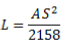 L = AS²/2158